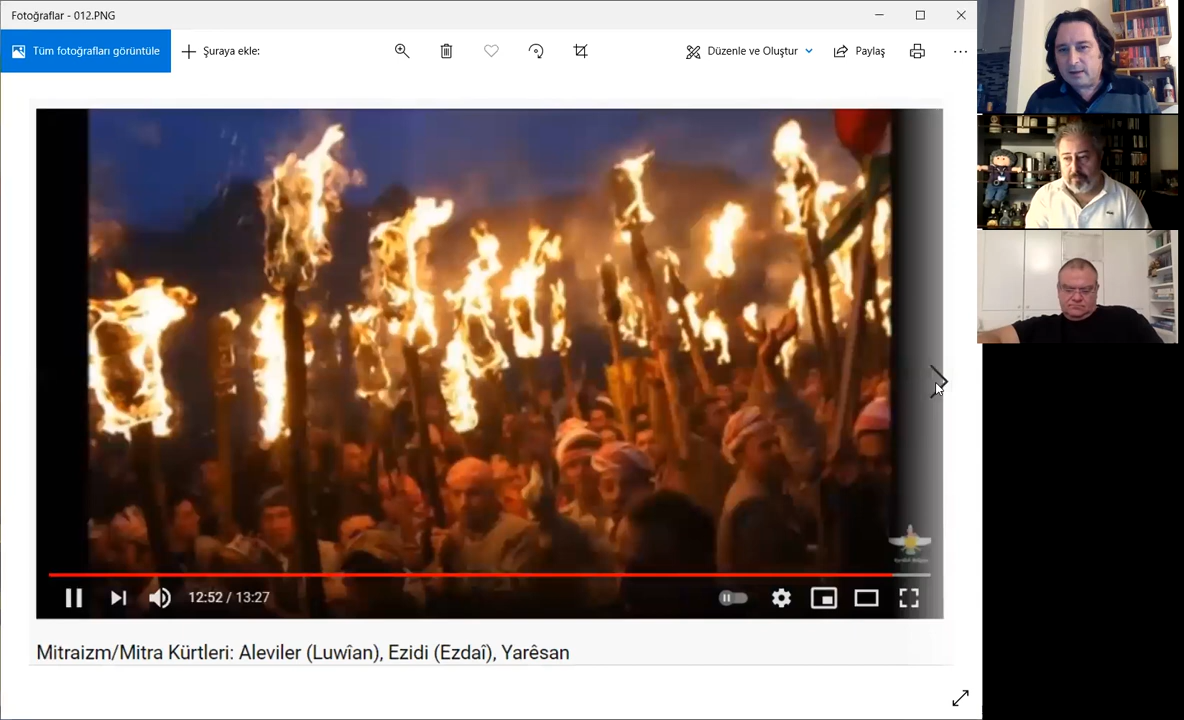 Fotoğraflar - 012.PNG
Tüm fotoğrafları görüntüle
Şuraya ekle:
Düzenle ve Oluştur
Paylaş
12:52 / 13:27
Mitraizm/Mitra Kürtleri: Aleviler (Luwîan), Ezidi (Ezdaî), Yarêsan